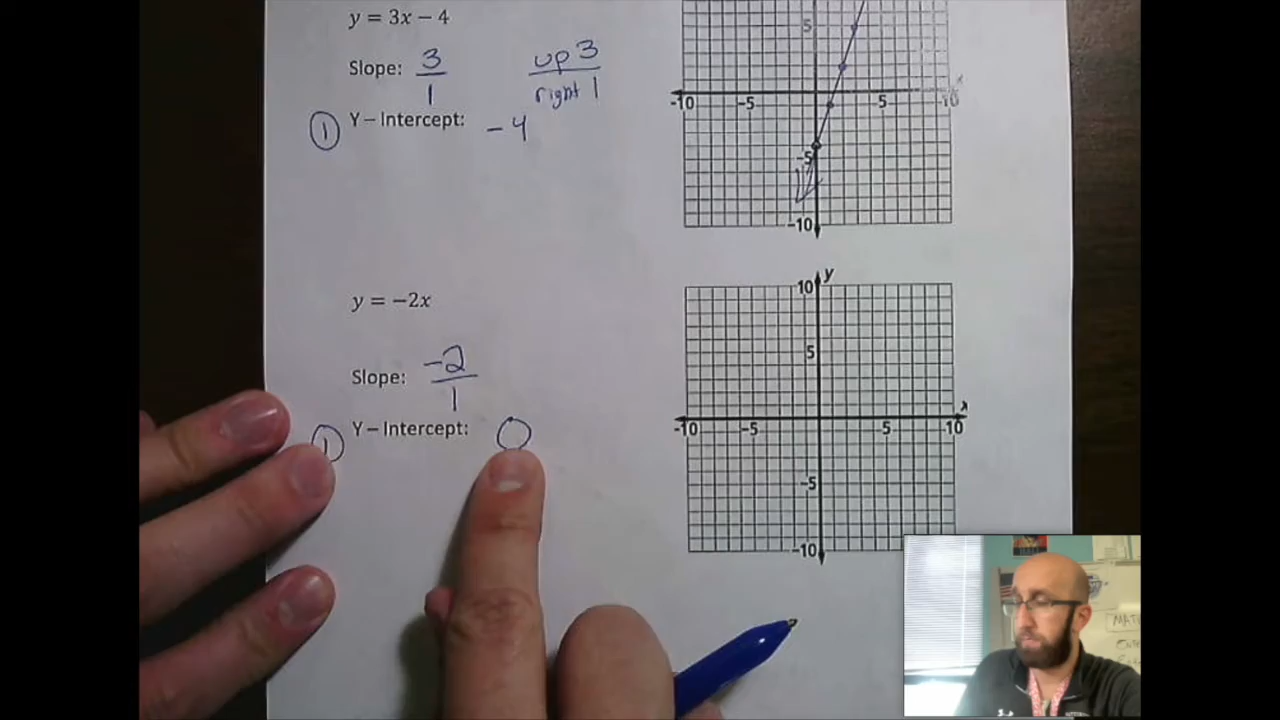 y = 3x − 4
5
Slope: 3/1 up 3/right 1
x
-10 -5 5 10
① Y – Intercept: -4
-5
-10
y
10
y = −2x
5
Slope: -2/1
x
-10 -5 5 10
① Y – Intercept: 0
-5
-10
MAT